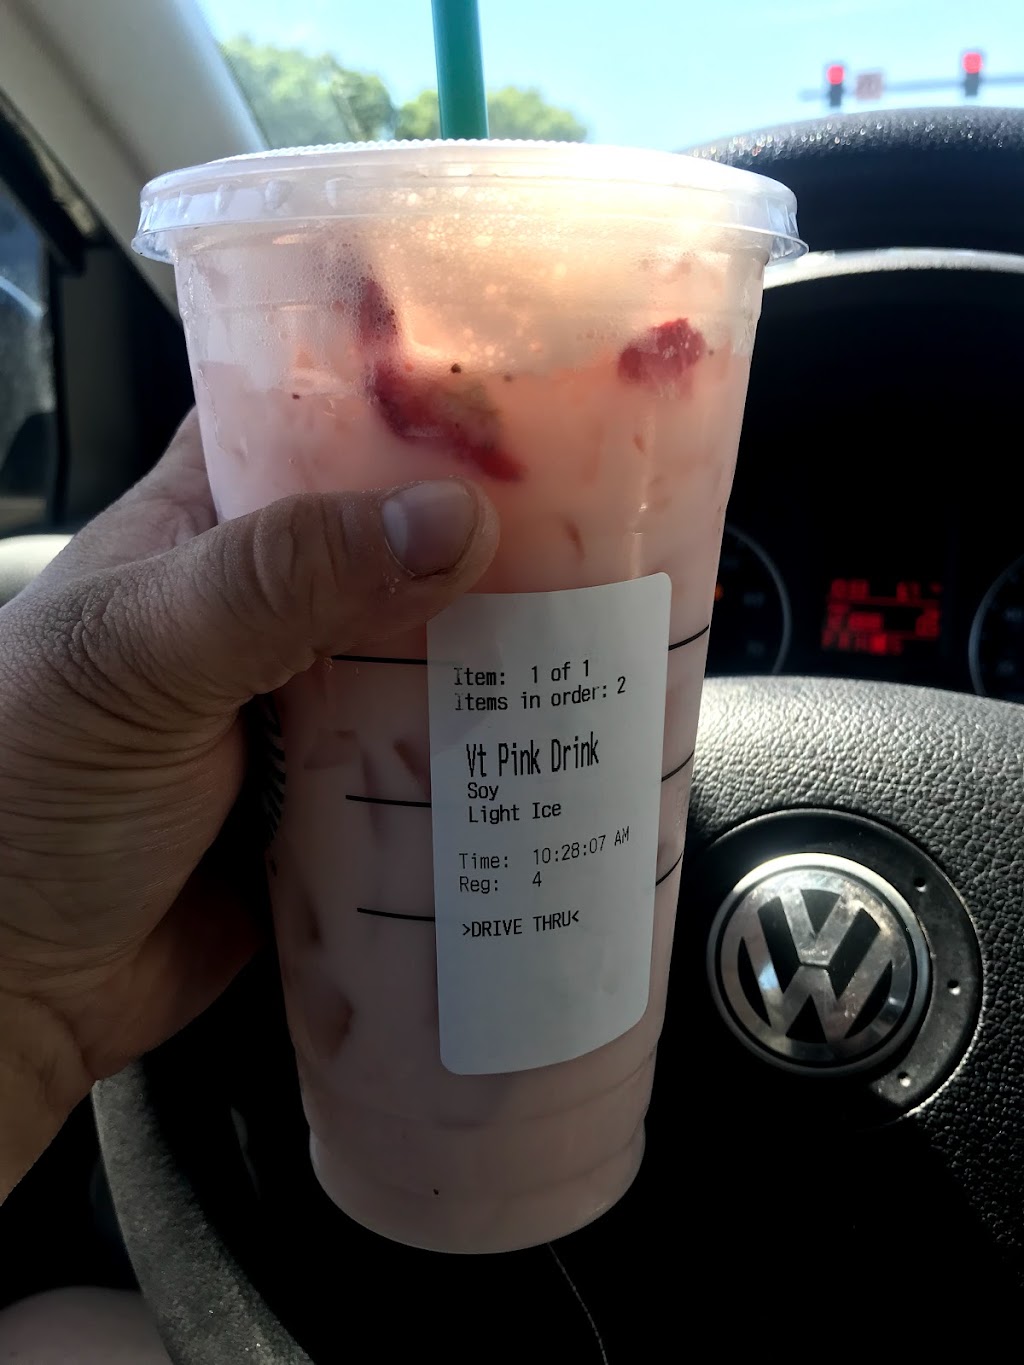 Item: 1 of 1
Items in order: 2
Vt Pink Drink
Soy
Light Ice
Time: 10:28:07 AM
Reg: 4
>DRIVE THRU<
VW